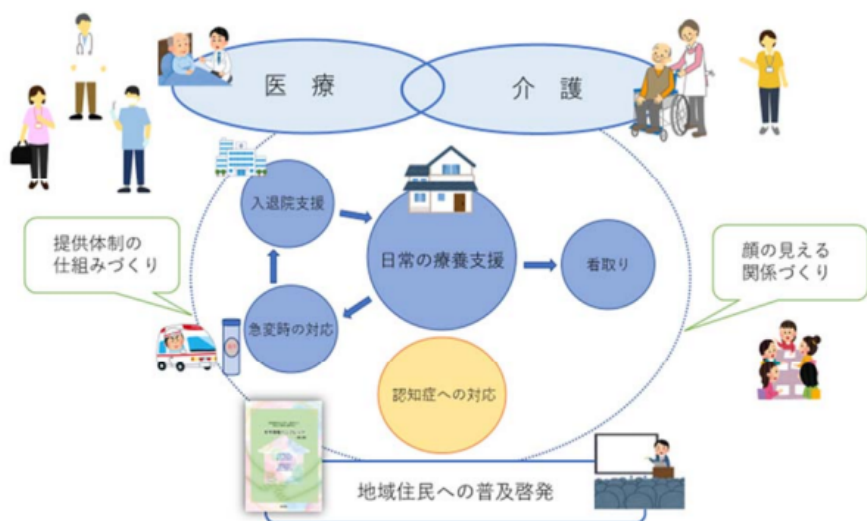 医療
介護
入退院支援
提供体制の
仕組みづくり
日常の療養支援
看取り
顔の見える
関係づくり
急変時の対応
認知症への対応
地域住民への普及啓発